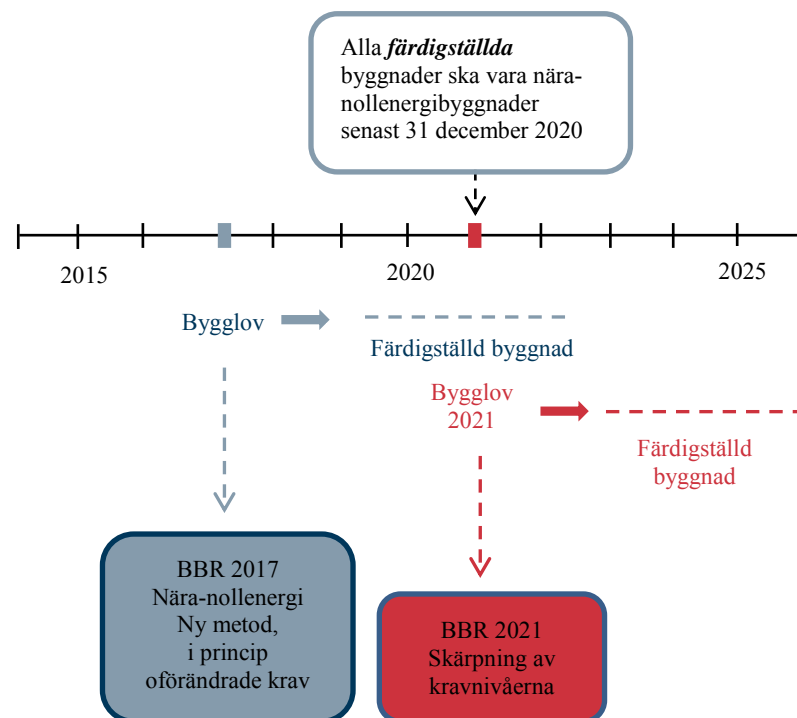 Alla färdigställda
byggnader ska vara nära-
nollenergibyggnader
senast 31 december 2020
2015
2020
2025
Bygglov
Färdigställd byggnad
Bygglov
2021
Färdigställd
byggnad
BBR 2017
Nära-nollenergi
Ny metod,
i princip
oförändrade krav
BBR 2021
Skärpning av
kravnivåerna